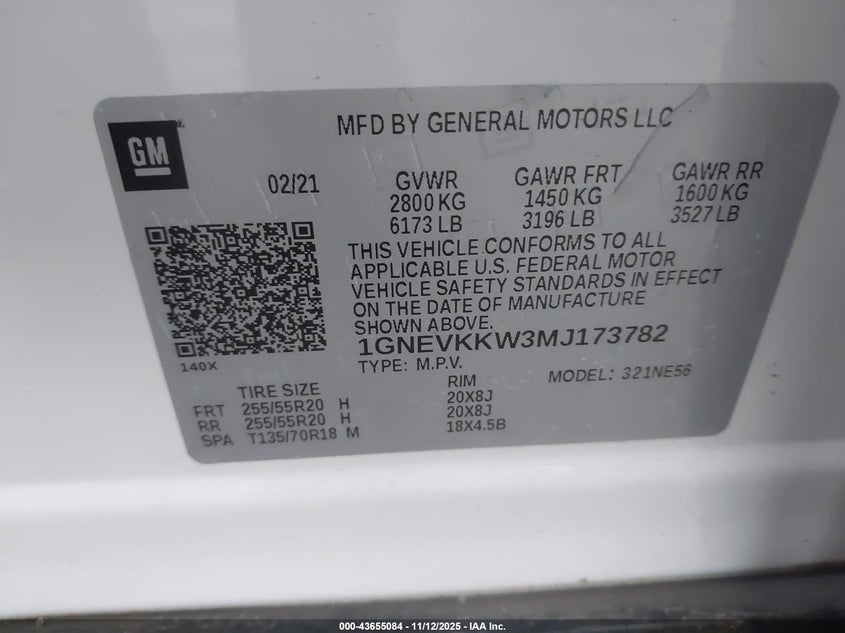 MFD BY GENERAL MOTORS LLC
GM
02/21
GVWR GAWR FRT GAWR RR
2800 KG 1450 KG 1600 KG
6173 LB 3196 LB 3527 LB
THIS VEHICLE CONFORMS TO ALL
APPLICABLE U.S. FEDERAL MOTOR
VEHICLE SAFETY STANDARDS IN EFFECT
ON THE DATE OF MANUFACTURE
SHOWN ABOVE.
1GNEVKKW3MJ173782
140X
TYPE: M.P.V. MODEL: 321NE56
TIRE SIZE RIM
FRT 255/55R20 H 20X8J
RR 255/55R20 H 20X8J
SPA T135/70R18 M 18X4.5B
000-43655084 - 11/12/2025 - IAA Inc.